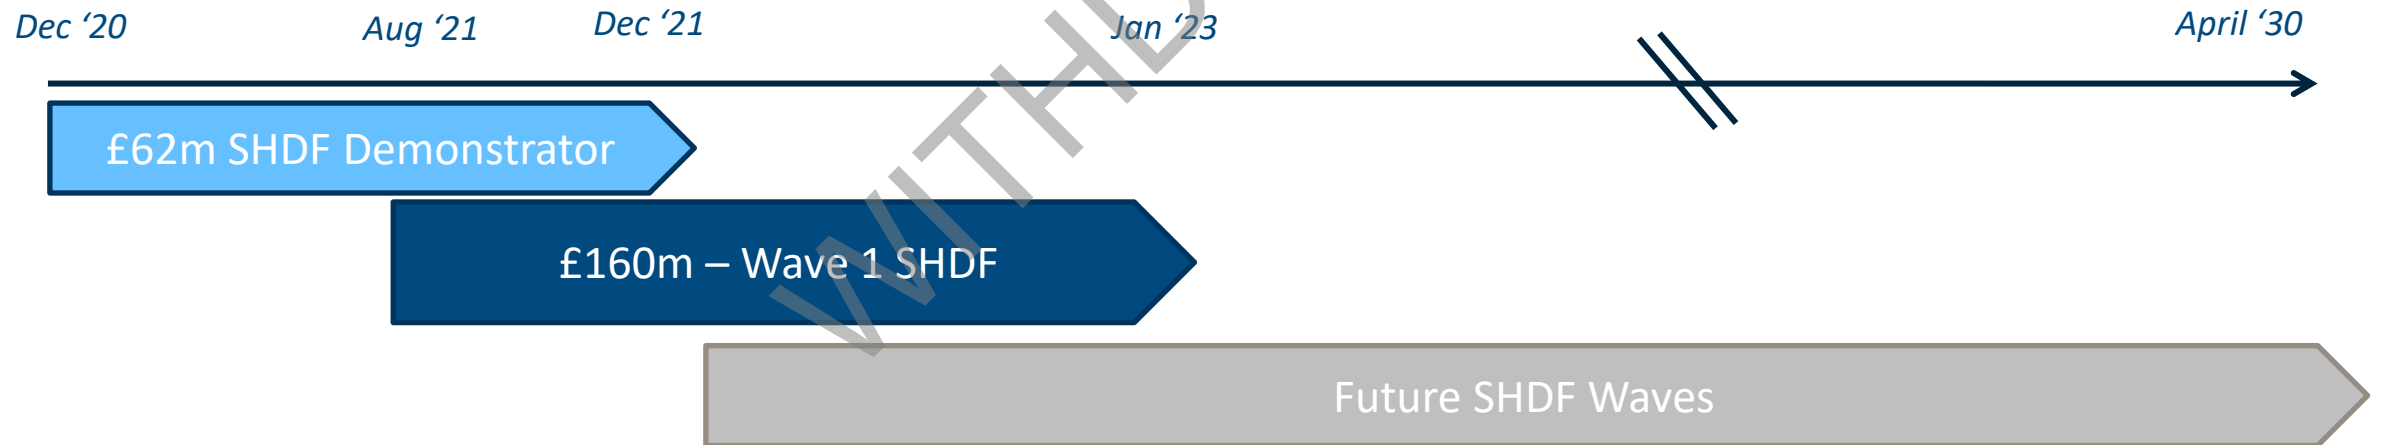 Dec ‘20 Aug ‘21 Dec ‘21 Jan ‘23 April ‘30
£62m SHDF Demonstrator
£160m – Wave 1 SHDF
Future SHDF Waves
WITHD